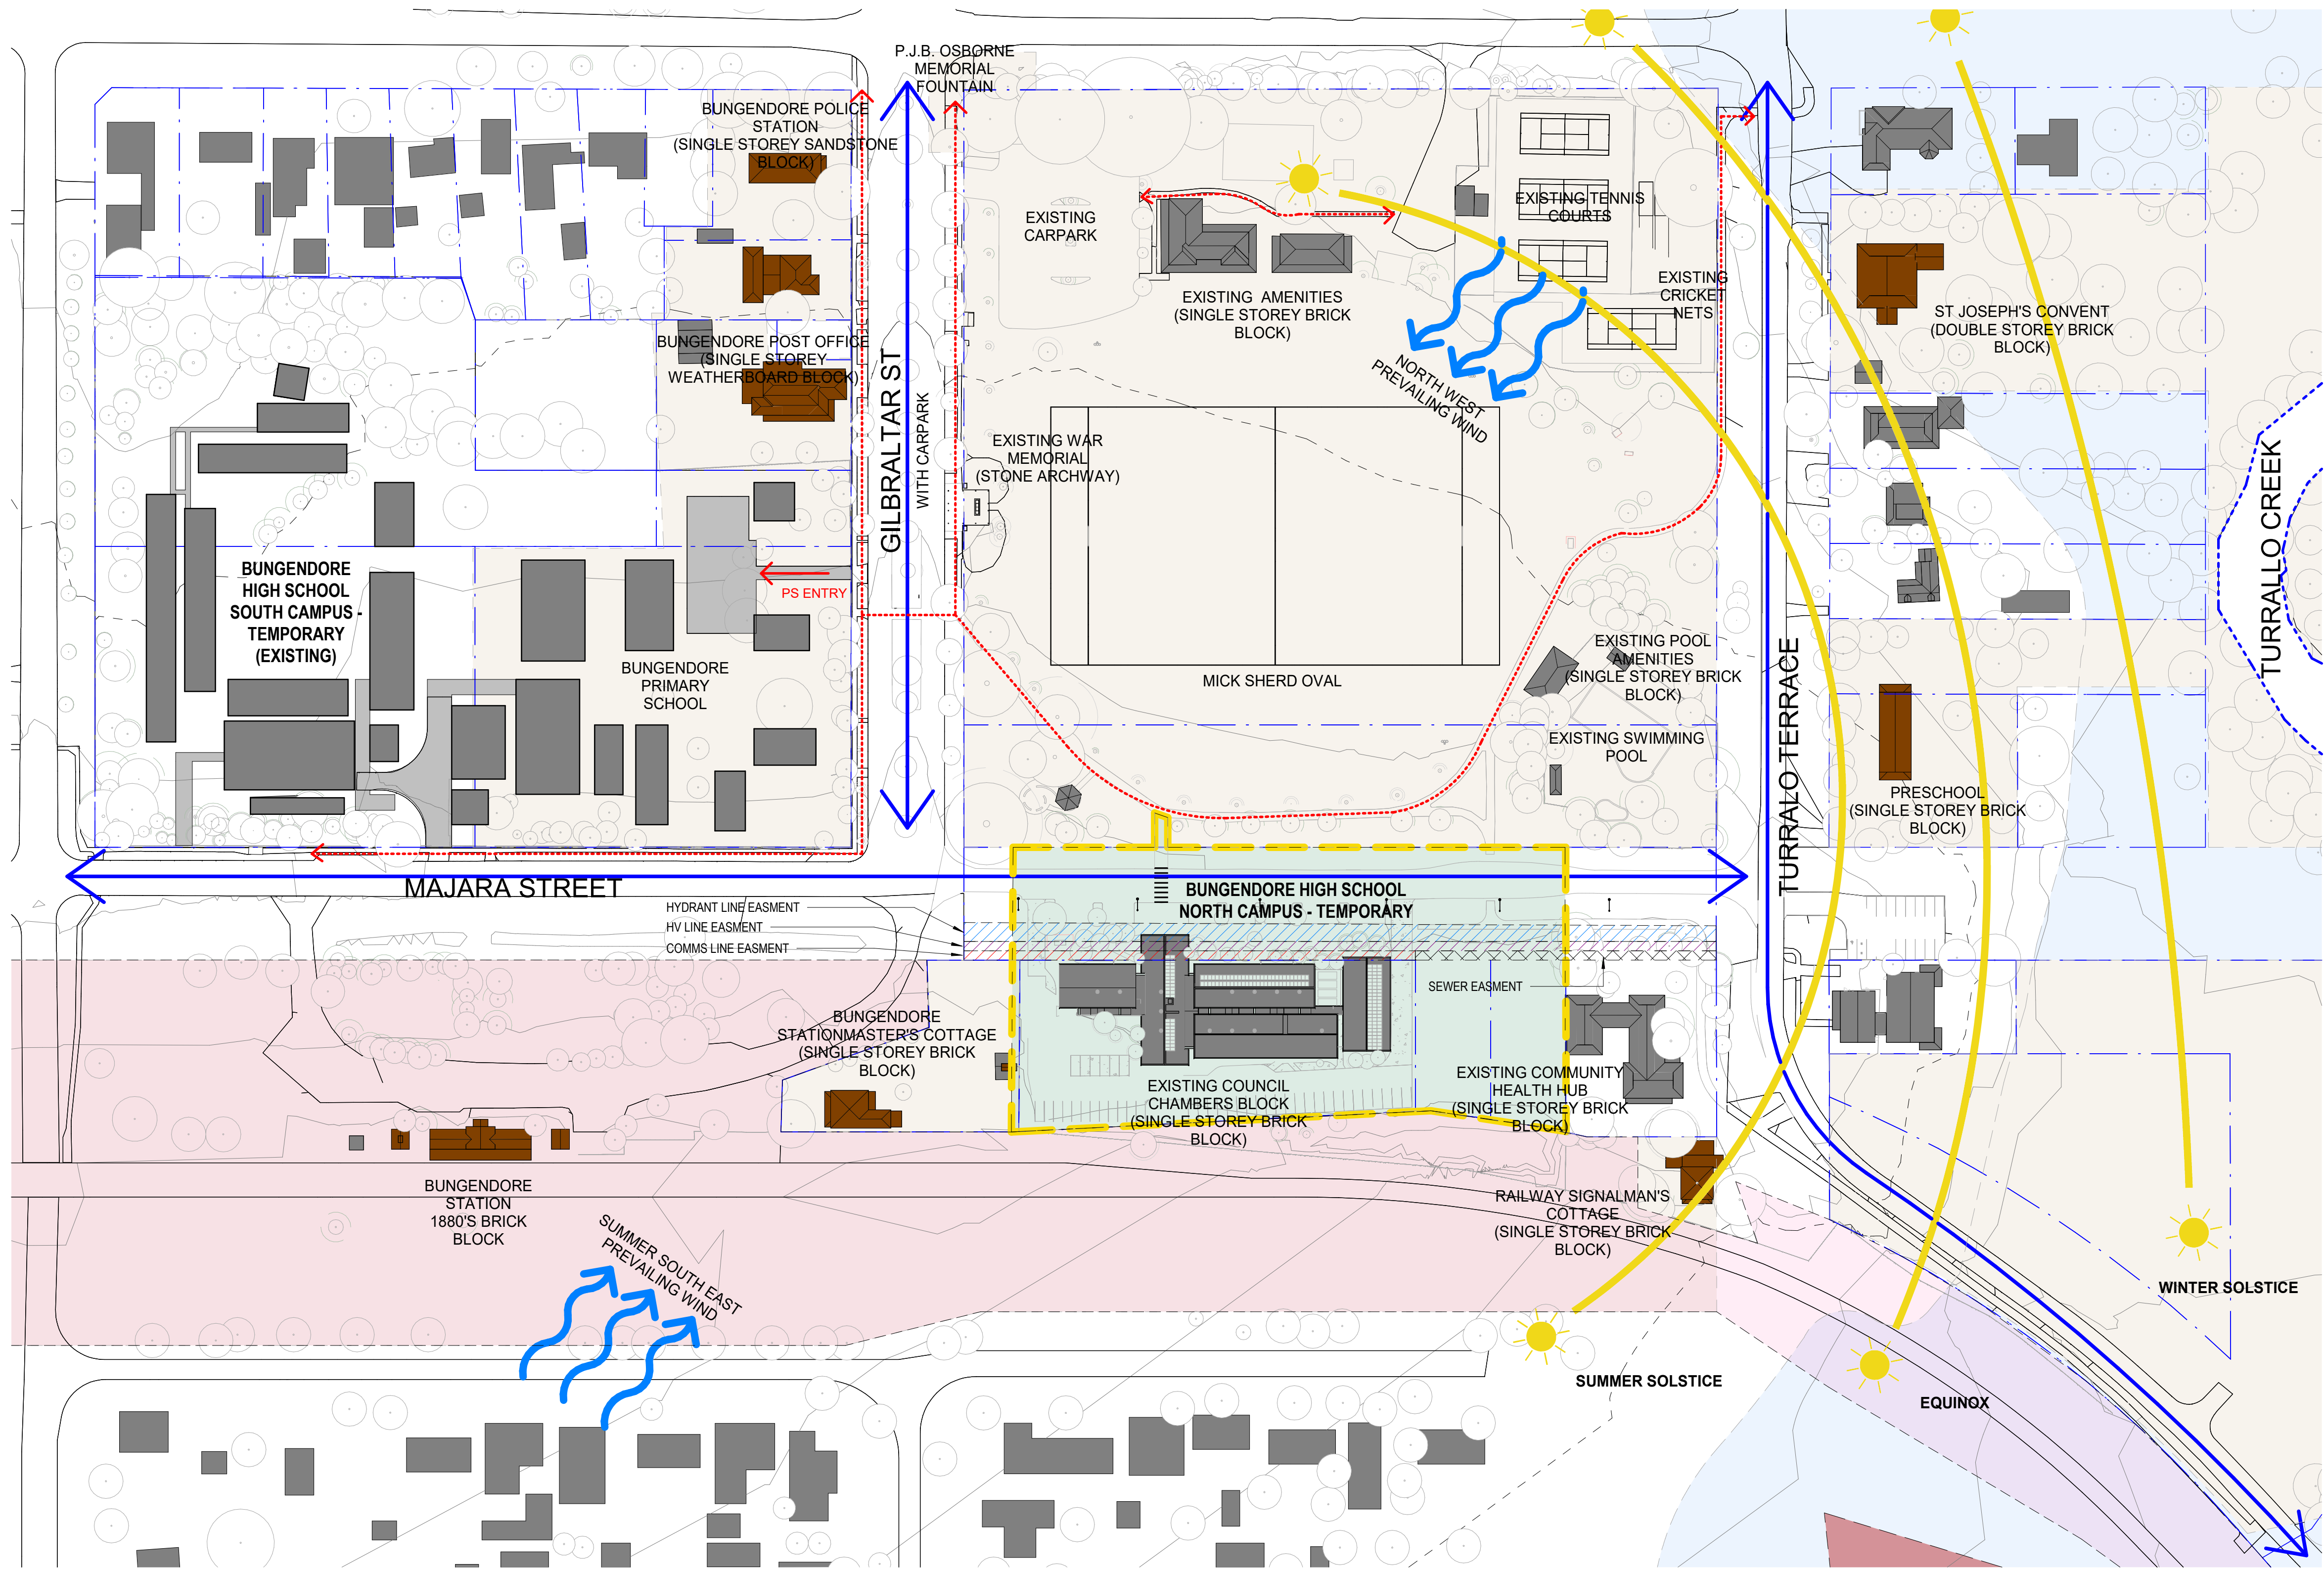 P.J.B. OSBORNE
MEMORIAL
FOUNTAIN
BUNGENDORE POLICE
STATION
(SINGLE STOREY SANDSTONE
BLOCK)
EXISTING
CARPARK
EXISTING TENNIS
COURTS
EXISTING AMENITIES
(SINGLE STOREY BRICK
BLOCK)
EXISTING
CRICKET
NETS
ST JOSEPH'S CONVENT
(DOUBLE STOREY BRICK
BLOCK)
BUNGENDORE POST OFFICE
(SINGLE STOREY
WEATHERBOARD BLOCK)
GILBRALTAR ST
WITH CARPARK
NORTH WEST
PREVAILING WIND
EXISTING WAR
MEMORIAL
(STONE ARCHWAY)
TURRALLO CREEK
BUNGENDORE
HIGH SCHOOL
SOUTH CAMPUS -
TEMPORARY
(EXISTING)
PS ENTRY
BUNGENDORE
PRIMARY
SCHOOL
MICK SHERD OVAL
EXISTING POOL
AMENITIES
(SINGLE STOREY BRICK
BLOCK)
EXISTING SWIMMING
POOL
TURRALO TERRACE
PRESCHOOL
(SINGLE STOREY BRICK
BLOCK)
MAJARA STREET
BUNGENDORE HIGH SCHOOL
NORTH CAMPUS - TEMPORARY
HYDRANT LINE EASMENT
HV LINE EASMENT
COMMS LINE EASMENT
SEWER EASMENT
BUNGENDORE
STATIONMASTER'S COTTAGE
(SINGLE STOREY BRICK
BLOCK)
EXISTING COUNCIL
CHAMBERS BLOCK
(SINGLE STOREY BRICK
BLOCK)
EXISTING COMMUNITY
HEALTH HUB
(SINGLE STOREY BRICK
BLOCK)
BUNGENDORE
STATION
1880'S BRICK
BLOCK
SUMMER SOUTH EAST
PREVAILING WIND
RAILWAY SIGNALMAN'S
COTTAGE
(SINGLE STOREY BRICK
BLOCK)
WINTER SOLSTICE
SUMMER SOLSTICE
EQUINOX